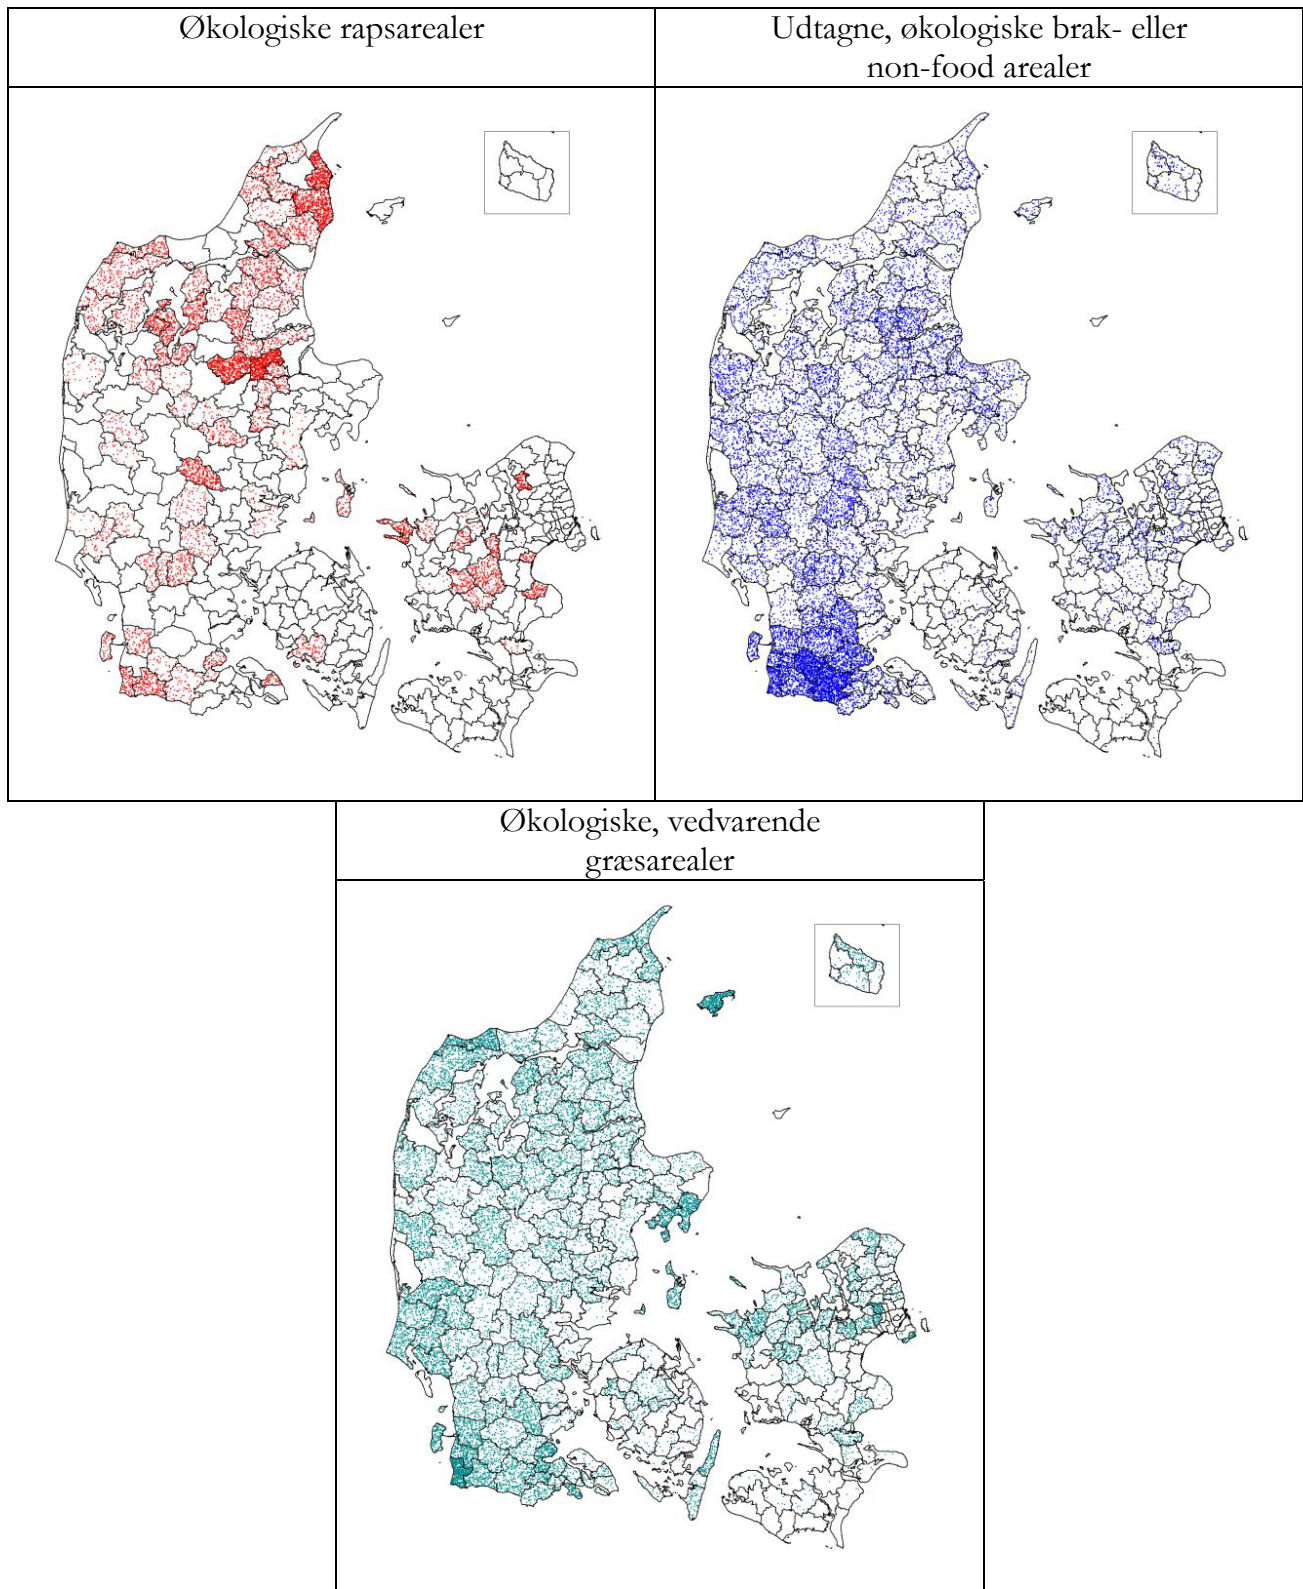 Økologiske rapsarealer
Udtagne, økologiske brak- eller
non-food arealer
Økologiske, vedvarende
græsarealer